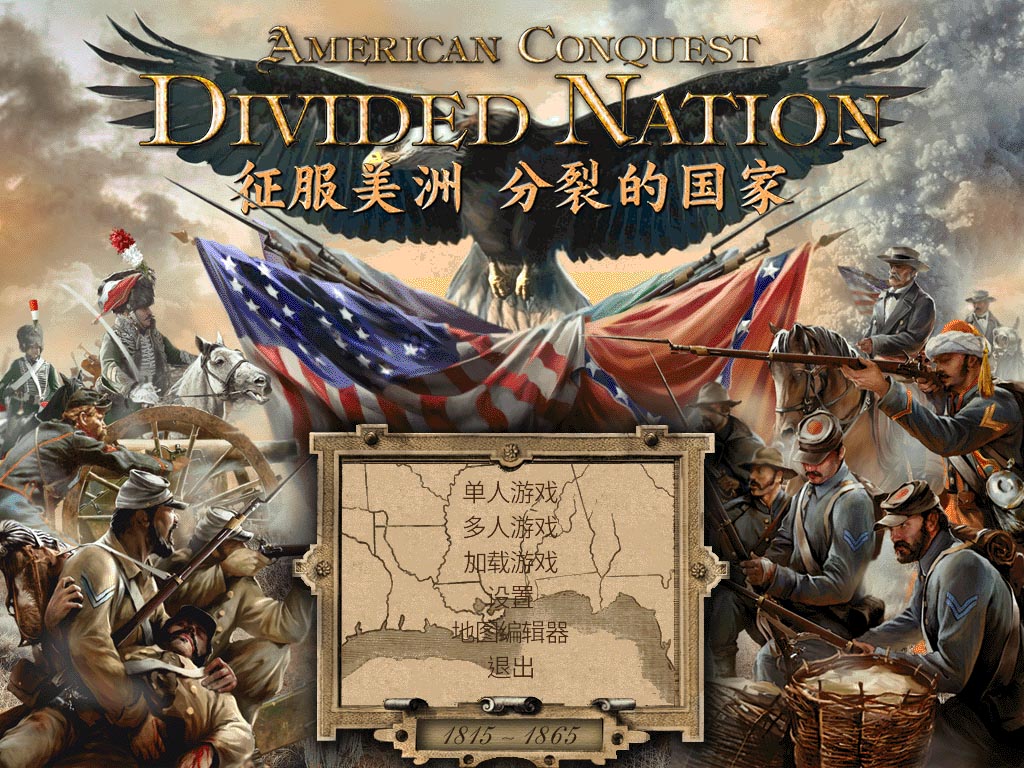 AMERICAN CONQUEST
DIVIDED NATION
征服美洲 分裂的国家
单人游戏
多人游戏
加载游戏
设置
地图编辑器
退出
1815 ~ 1865